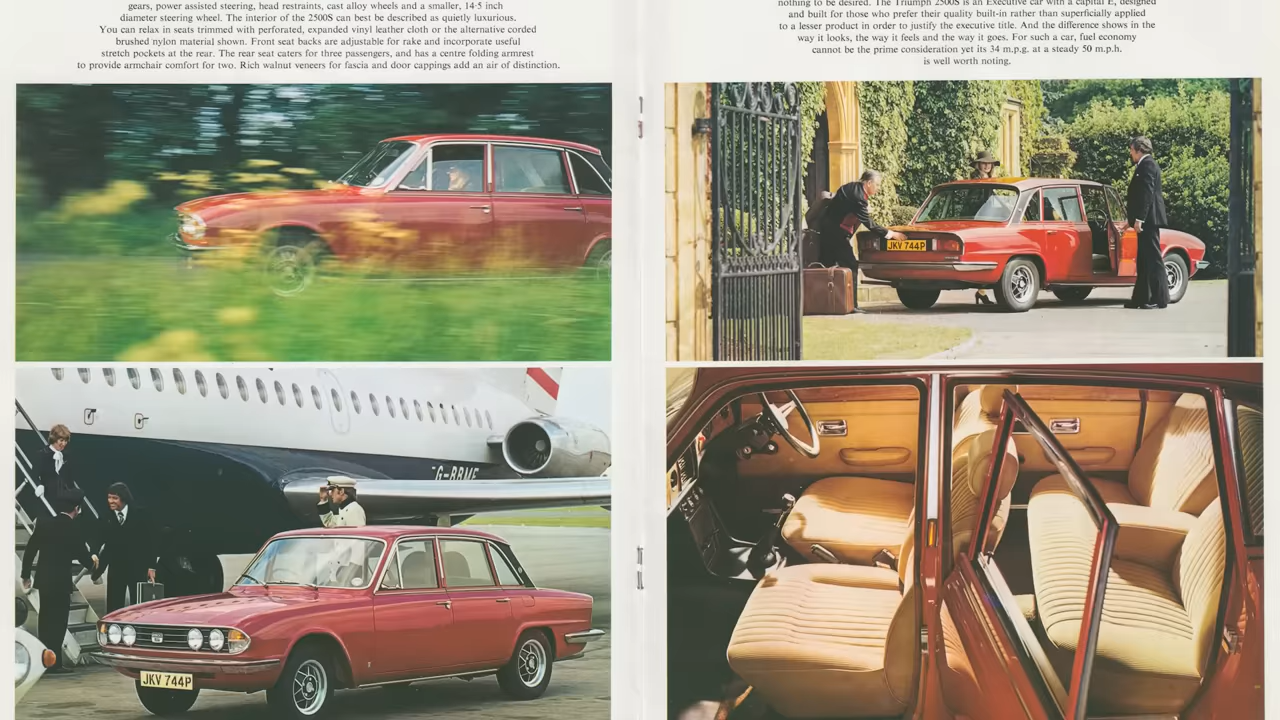 gears, power assisted steering, head restraints, cast alloy wheels and a smaller, 14·5 inch
diameter steering wheel. The interior of the 2500S can best be described as quietly luxurious.
You can relax in seats trimmed with perforated, expanded vinyl leather cloth or the alternative corded
brushed nylon material shown. Front seat backs are adjustable for rake and incorporate useful
stretch pockets at the rear. The rear seat caters for three passengers, and has a centre folding armrest
to provide armchair comfort for two. Rich walnut veneers for fascia and door cappings add an air of distinction.
nothing to be desired. The Triumph 2500S is an Executive car with a capital E, designed
and built for those who prefer their quality built-in rather than superficially applied
to a lesser product in order to justify the executive title. And the difference shows in the
way it looks, the way it feels and the way it goes. For such a car, fuel economy
cannot be the prime consideration yet its 34 m.p.g. at a steady 50 m.p.h.
is well worth noting.
JKV 744P
G-BBMF
JKV 744P